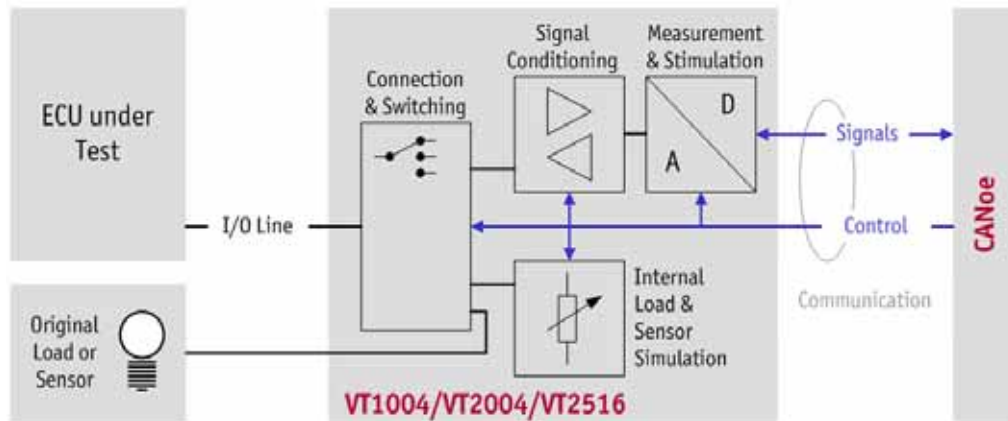 ECU under
Test
I/O Line
Original
Load or
Sensor
Connection
& Switching
Signal
Conditioning
Measurement
& Stimulation
D
A
Internal
Load &
Sensor
Simulation
VT1004/VT2004/VT2516
Signals
Control
Communication
CANoe